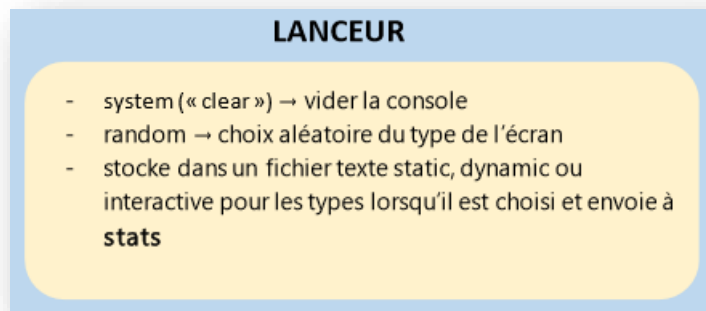 LANCEUR
- system (« clear ») → vider la console
- random → choix aléatoire du type de l'écran
- stocke dans un fichier texte static, dynamic ou
interactive pour les types lorsqu'il est choisi et envoie à
stats